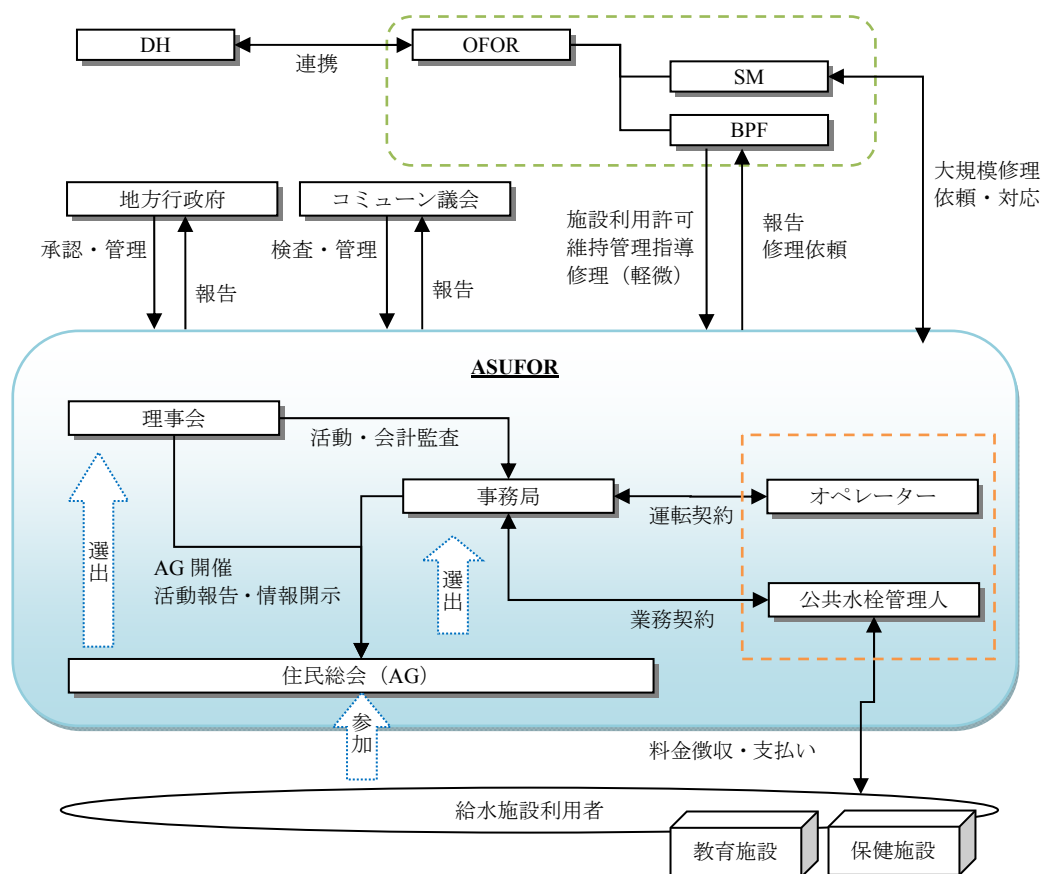 DH
連携
OFOR
SM
BPF
大規模修理
依頼・対応
地方行政府
コミューン議会
承認・管理
報告
検査・管理
報告
施設利用許可
維持管理指導
修理（軽微）
報告
修理依頼
ASUFOR
理事会
活動・会計監査
事務局
運転契約
オペレーター
選出
AG 開催
活動報告・情報開示
選出
業務契約
公共水栓管理人
住民総会（AG）
参加
料金徴収・支払い
給水施設利用者
教育施設
保健施設